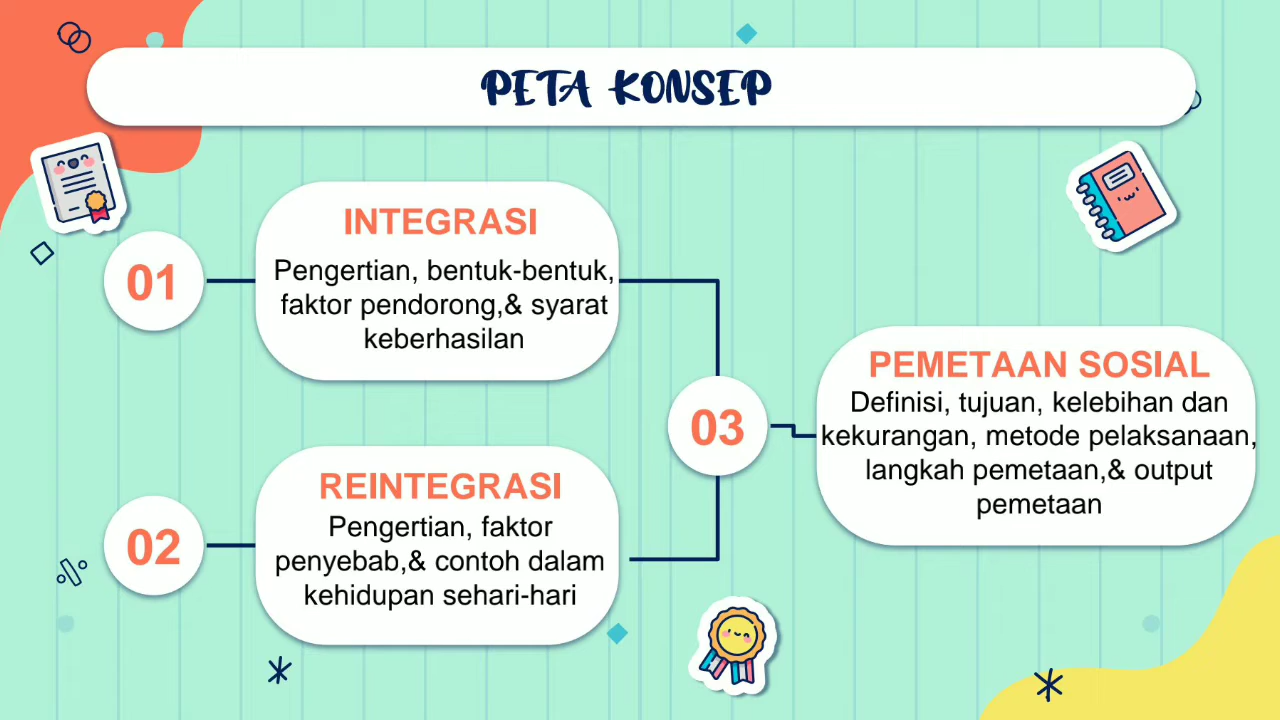 PETA KONSEP
01
INTEGRASI
Pengertian, bentuk-bentuk,
faktor pendorong,& syarat
keberhasilan
02
REINTEGRASI
Pengertian, faktor
penyebab,& contoh dalam
kehidupan sehari-hari
03
PEMETAAN SOSIAL
Definisi, tujuan, kelebihan dan
kekurangan, metode pelaksanaan,
langkah pemetaan,& output
pemetaan